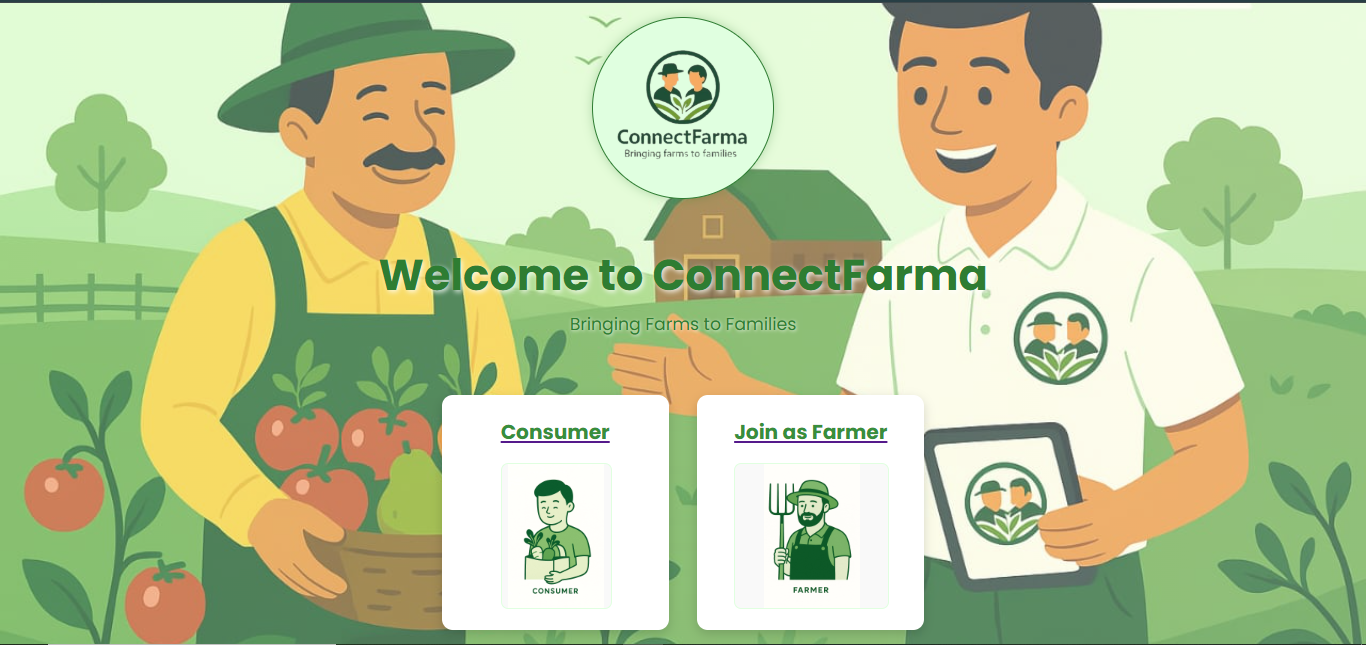 ConnectFarma
Bringing farms to families
Welcome to ConnectFarma
Bringing Farms to Families
Consumer
Join as Farmer
CONSUMER
FARMER